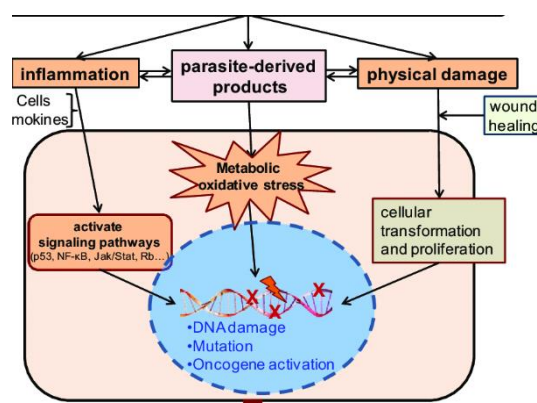 inflammation
parasite-derived
products
physical damage
Cells
mokines
wound
healing
Metabolic
oxidative stress
activate
signaling pathways
(p53, NF-κB, Jak/Stat, Rb...)
cellular
transformation
and proliferation
X X X
•DNA damage
•Mutation
•Oncogene activation